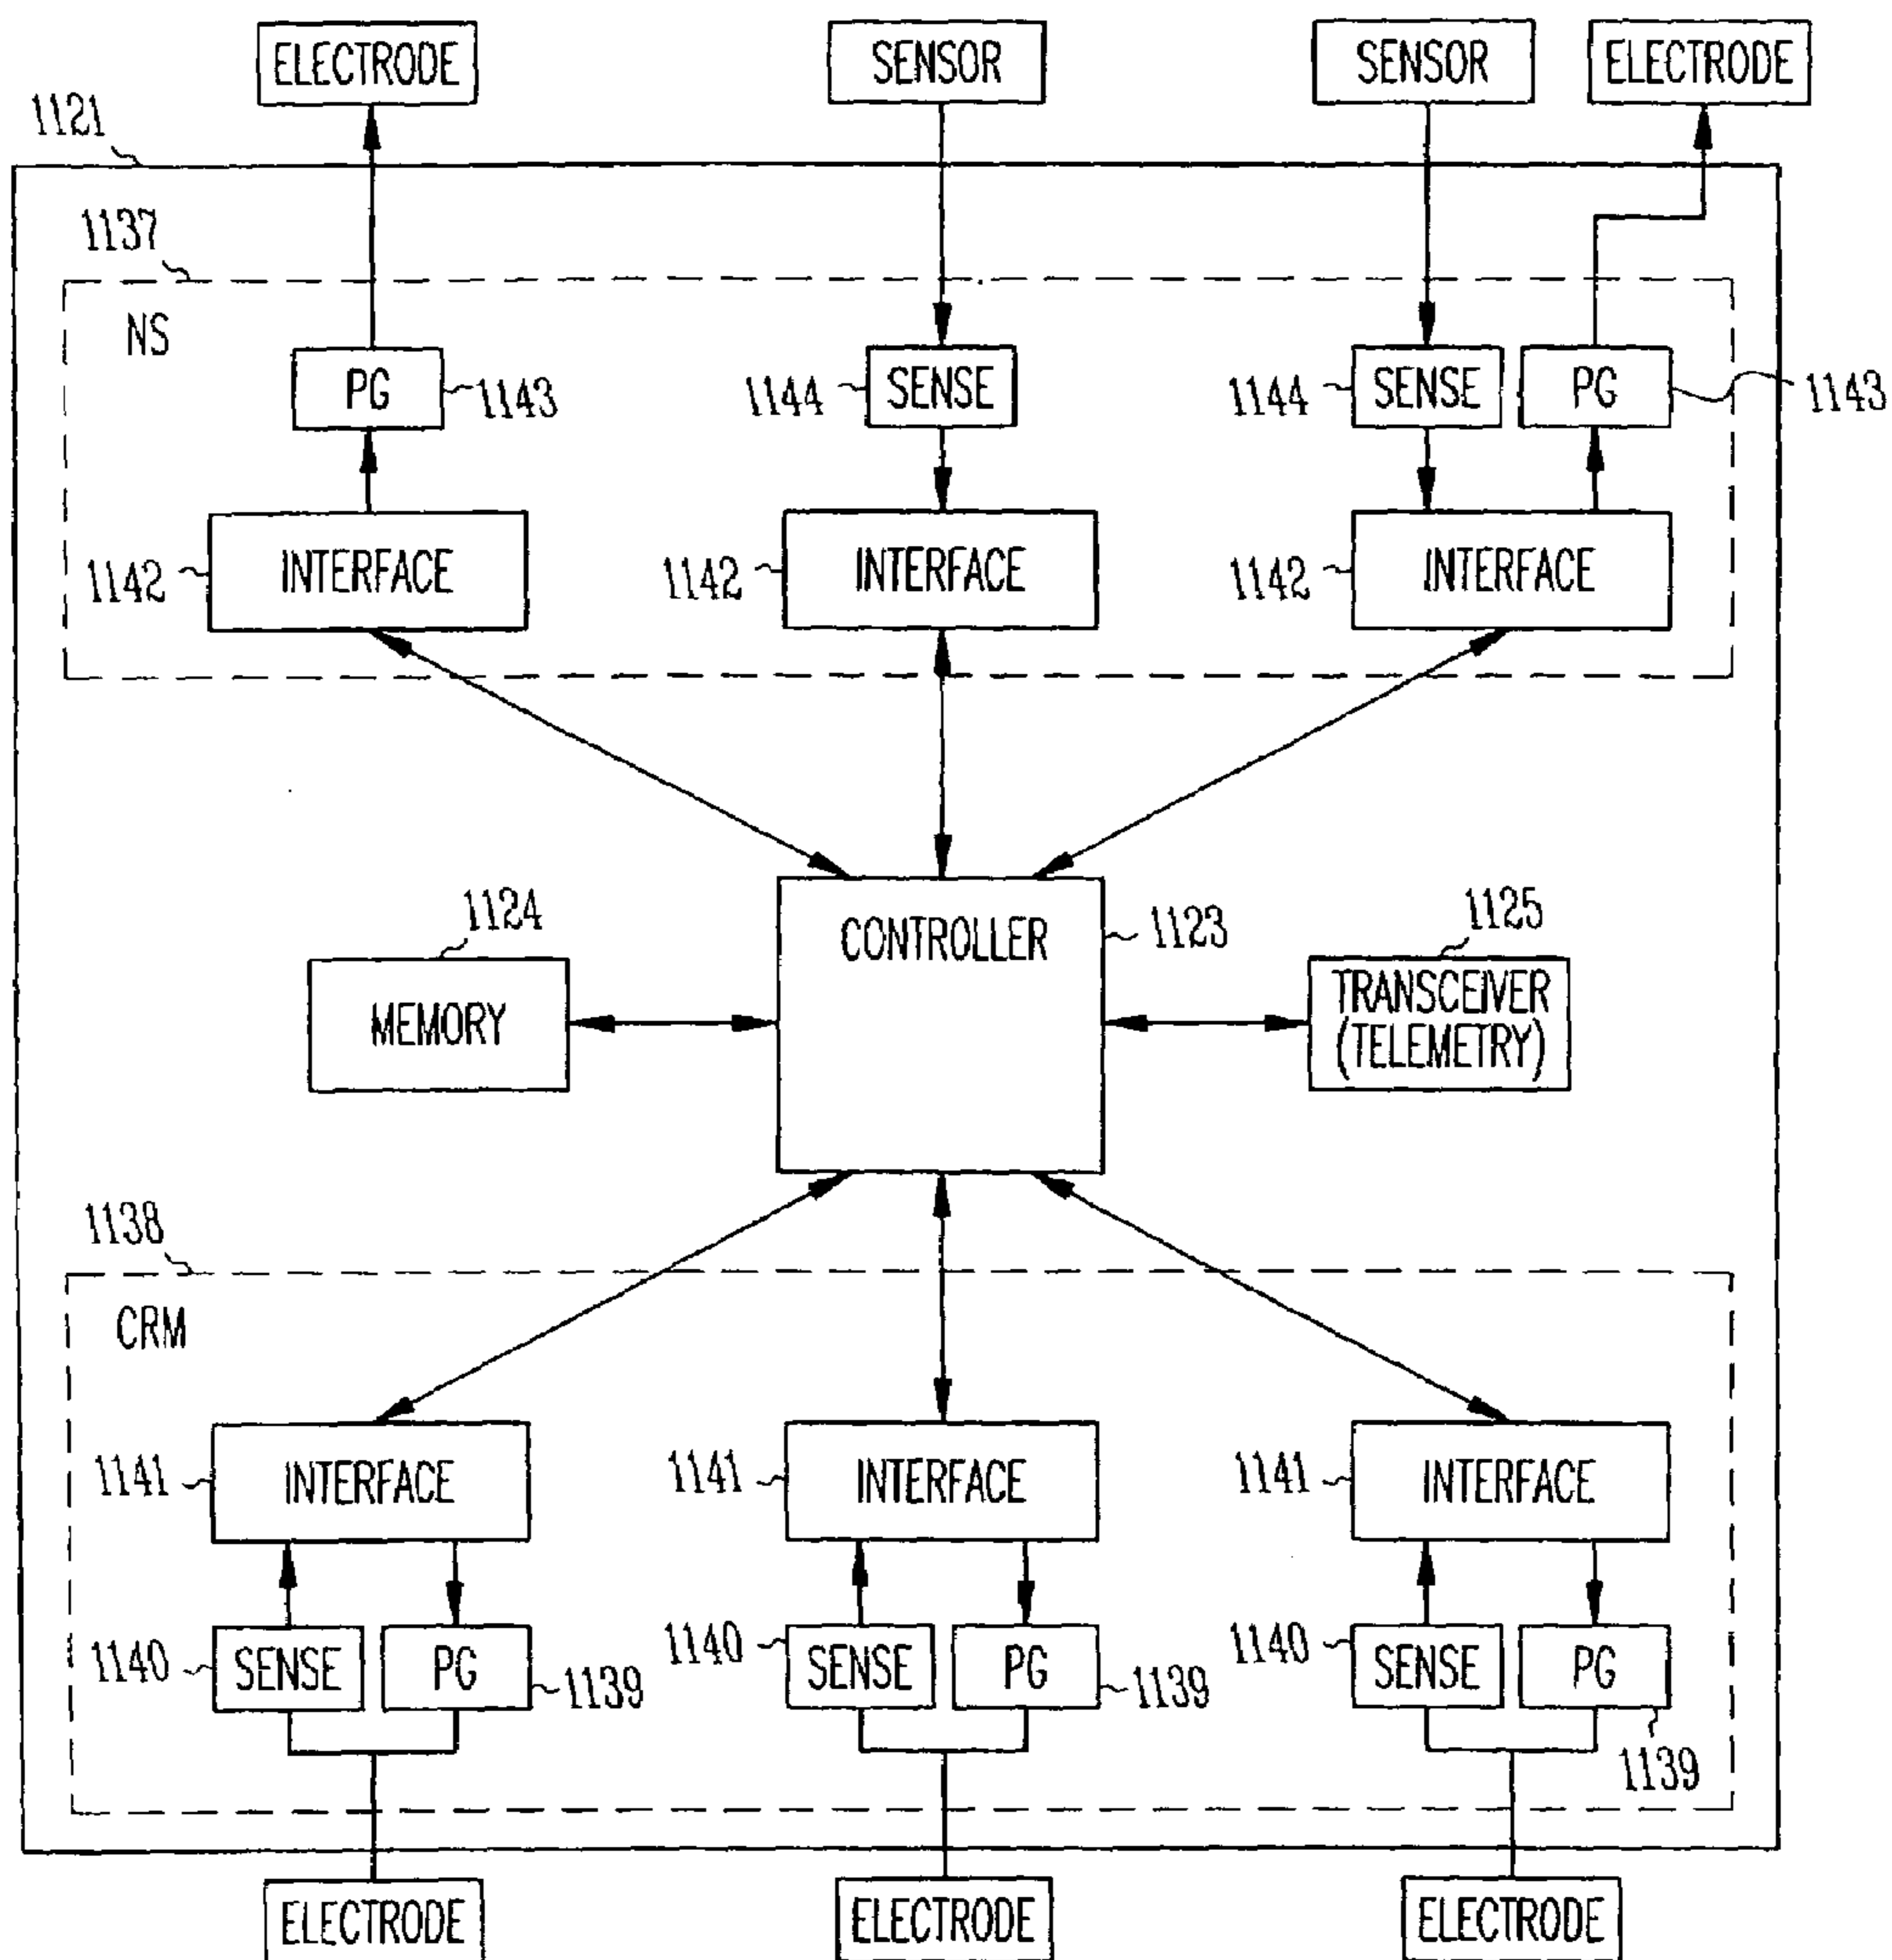 ELECTRODE
SENSOR
SENSOR
ELECTRODE
1121
1137
NS
PG
1143
1144
SENSE
1144
SENSE
PG
1143
1142
INTERFACE
1142
INTERFACE
1142
INTERFACE
1124
MEMORY
CONTROLLER
1123
1125
TRANSCEIVER
(TELEMETRY)
1138
CRM
1141
INTERFACE
1141
INTERFACE
1141
INTERFACE
1140
SENSE
PG
1139
1140
SENSE
PG
1139
1140
SENSE
PG
1139
ELECTRODE
ELECTRODE
ELECTRODE